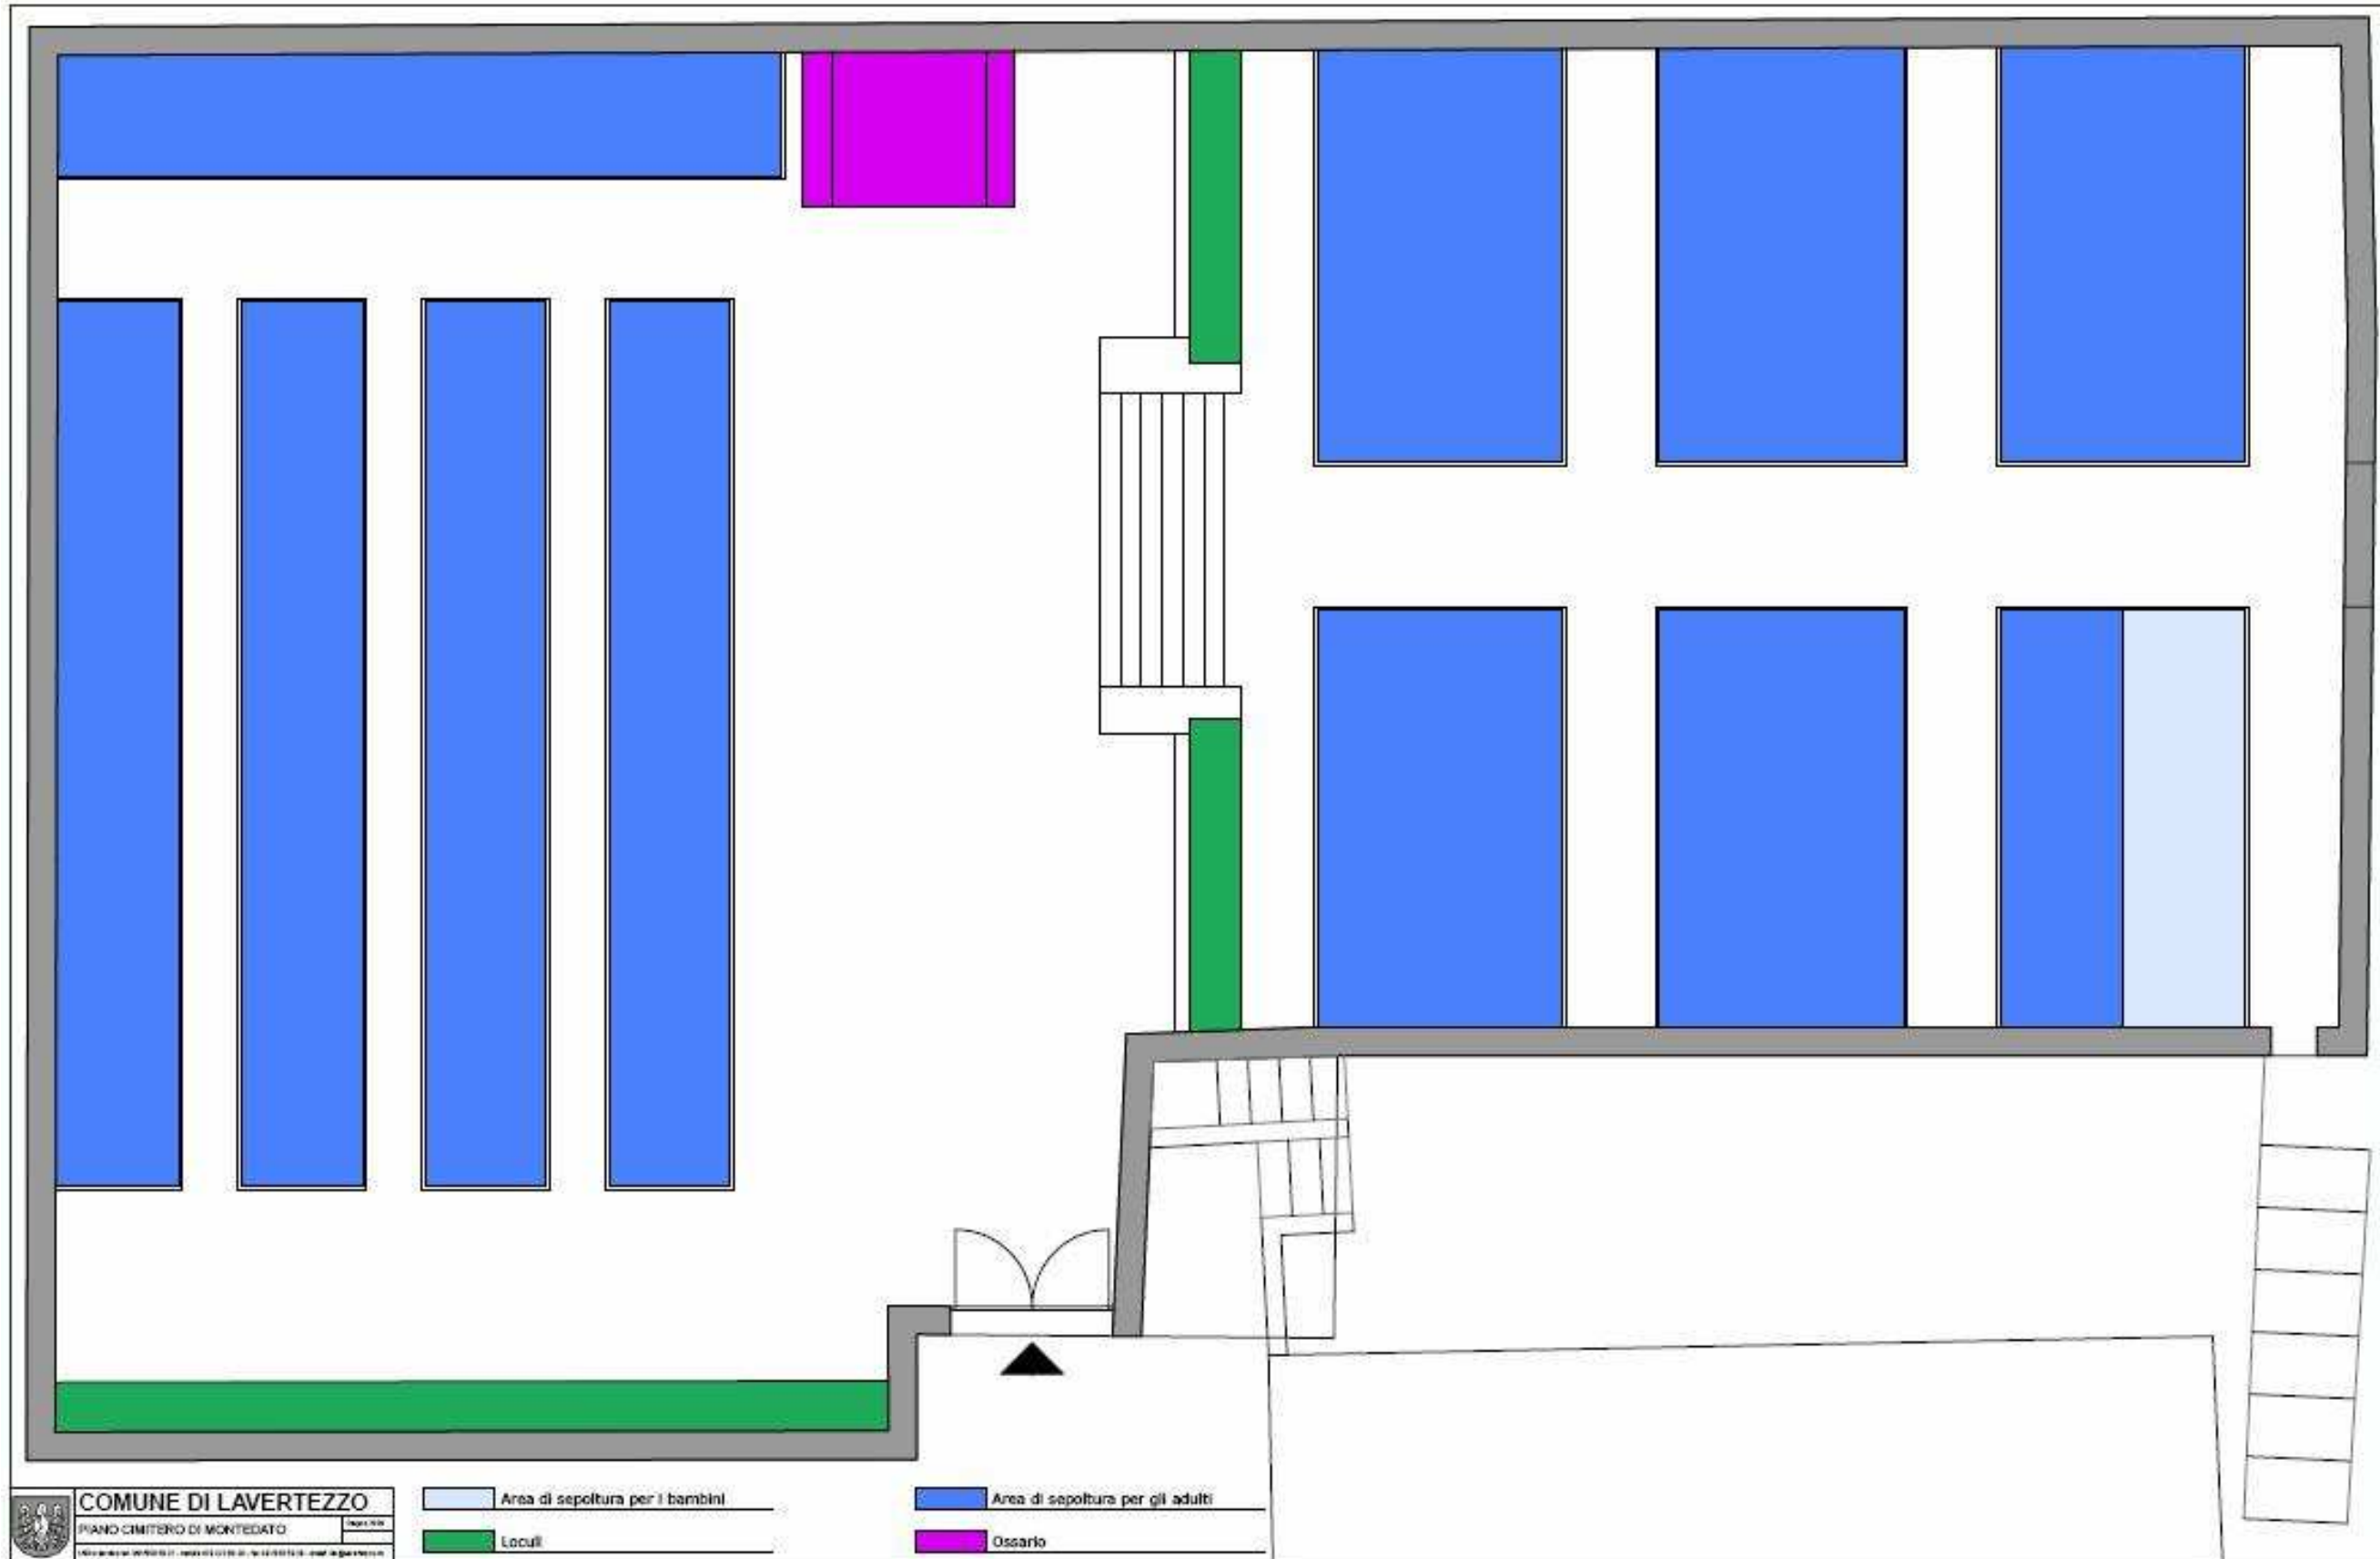 COMUNE DI LAVERTEZZO
PIANO CIMITERO DI MONTEDATO
Area di sepoltura per i bambini
Loculi
Area di sepoltura per gli adulti
Ossario